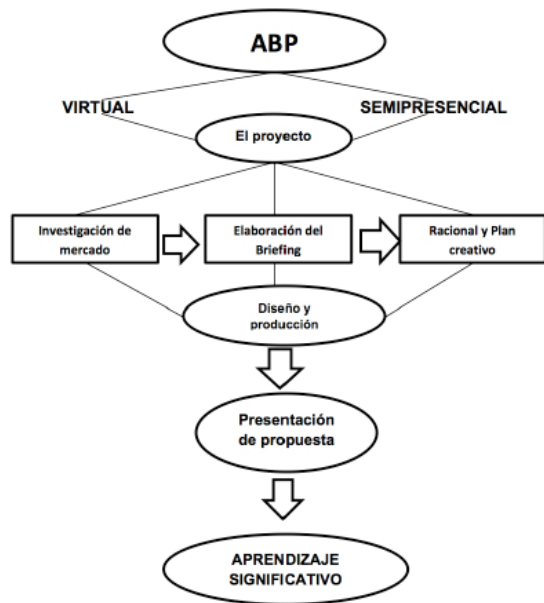 ABP
VIRTUAL
SEMIPRESENCIAL
El proyecto
Investigación de
mercado
Elaboración del
Briefing
Racional y Plan
creativo
Diseño y
producción
Presentación
de propuesta
APRENDIZAJE
SIGNIFICATIVO